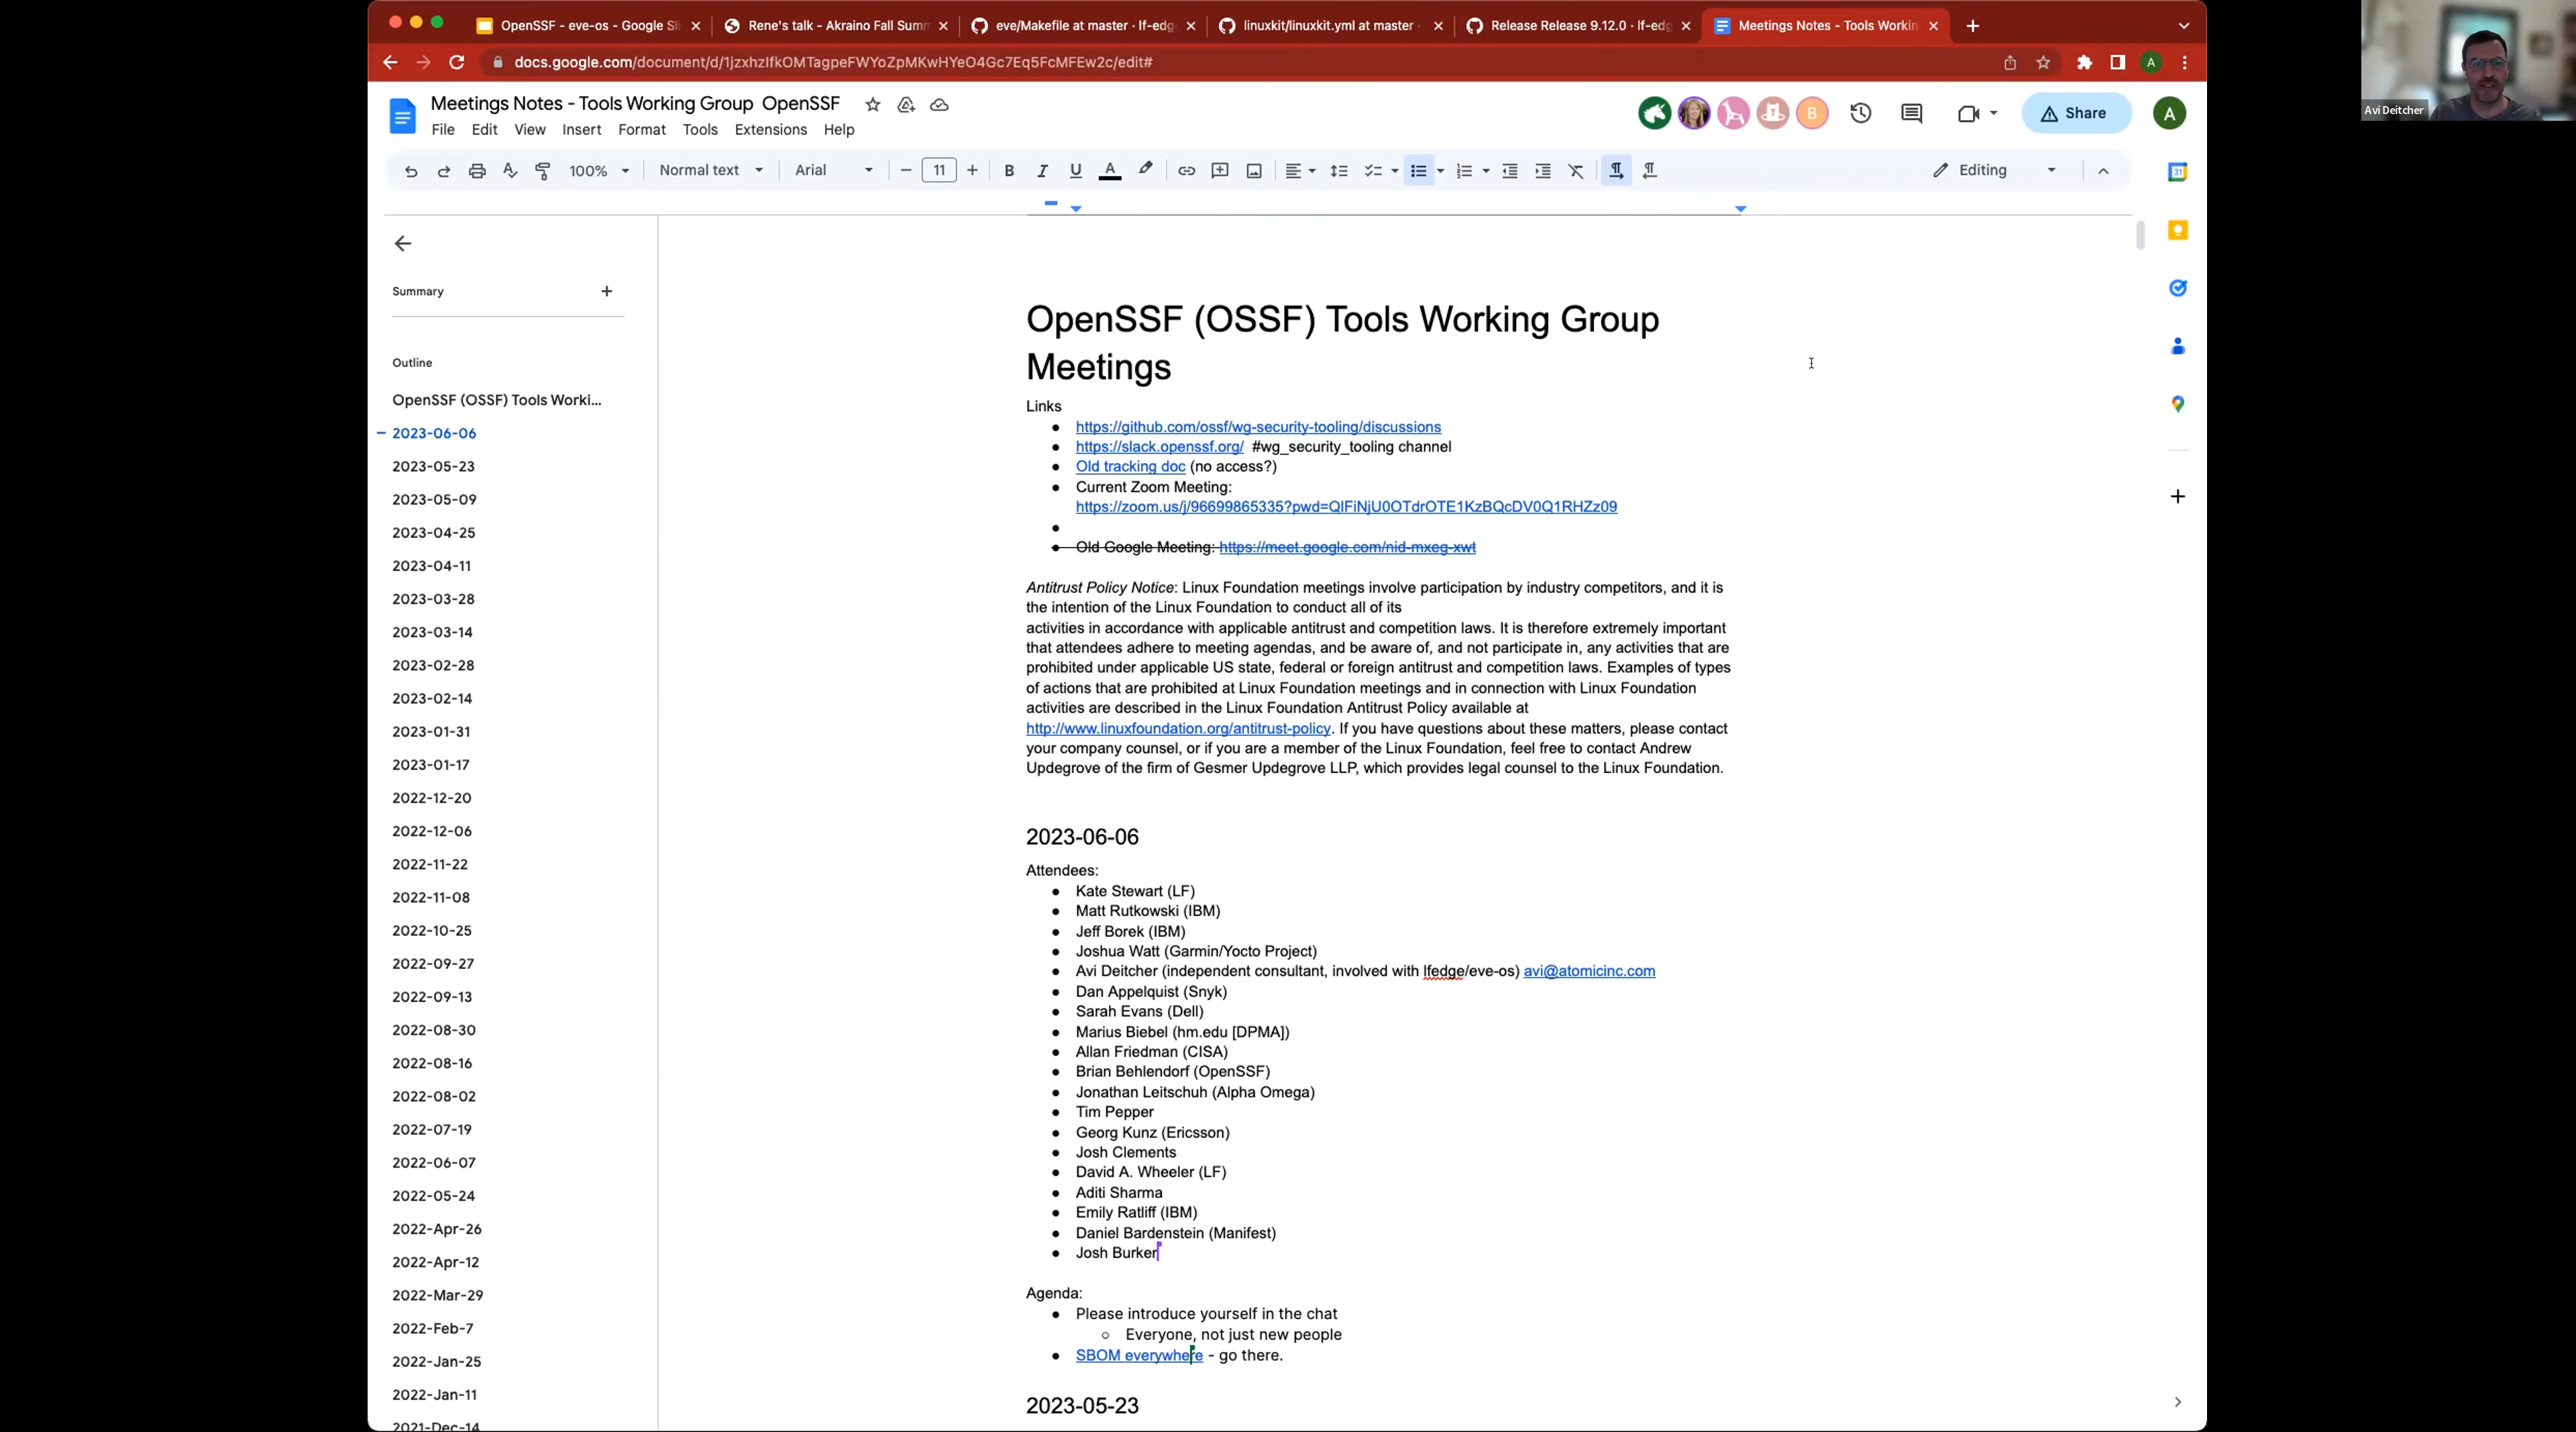 OpenSSF - eve-os - Google Sli
Rene's talk - Akraino Fall Summ
eve/Makefile at master · lf-edg
linuxkit/linuxkit.yml at master ·
Release Release 9.12.0 · lf-edg
Meetings Notes - Tools Workin
docs.google.com/document/d/1jzxhzIfkOMTagpeFWYoZpMKwHYeO4Gc7Eq5FcMFEw2c/edit#
A
Avi Deitcher
Meetings Notes - Tools Working Group OpenSSF
File Edit View Insert Format Tools Extensions Help
B
Share
A
100% Normal text Arial 11 B I U A Editing
31
Summary
Outline
OpenSSF (OSSF) Tools Worki...
2023-06-06
2023-05-23
2023-05-09
2023-04-25
2023-04-11
2023-03-28
2023-03-14
2023-02-28
2023-02-14
2023-01-31
2023-01-17
2022-12-20
2022-12-06
2022-11-22
2022-11-08
2022-10-25
2022-09-27
2022-09-13
2022-08-30
2022-08-16
2022-08-02
2022-07-19
2022-06-07
2022-05-24
2022-Apr-26
2022-Apr-12
2022-Mar-29
2022-Feb-7
2022-Jan-25
2022-Jan-11
2021-Dec-14
OpenSSF (OSSF) Tools Working Group
Meetings
Links
https://github.com/ossf/wg-security-tooling/discussions
https://slack.openssf.org/ #wg_security_tooling channel
Old tracking doc (no access?)
Current Zoom Meeting:
https://zoom.us/j/96699865335?pwd=QlFiNjU0OTdrOTE1KzBQcDV0Q1RHZz09
Old Google Meeting: https://meet.google.com/nid-mxeg-xwt
Antitrust Policy Notice: Linux Foundation meetings involve participation by industry competitors, and it is
the intention of the Linux Foundation to conduct all of its
activities in accordance with applicable antitrust and competition laws. It is therefore extremely important
that attendees adhere to meeting agendas, and be aware of, and not participate in, any activities that are
prohibited under applicable US state, federal or foreign antitrust and competition laws. Examples of types
of actions that are prohibited at Linux Foundation meetings and in connection with Linux Foundation
activities are described in the Linux Foundation Antitrust Policy available at
http://www.linuxfoundation.org/antitrust-policy. If you have questions about these matters, please contact
your company counsel, or if you are a member of the Linux Foundation, feel free to contact Andrew
Updegrove of the firm of Gesmer Updegrove LLP, which provides legal counsel to the Linux Foundation.
2023-06-06
Attendees:
Kate Stewart (LF)
Matt Rutkowski (IBM)
Jeff Borek (IBM)
Joshua Watt (Garmin/Yocto Project)
Avi Deitcher (independent consultant, involved with lfedge/eve-os) avi@atomicinc.com
Dan Appelquist (Snyk)
Sarah Evans (Dell)
Marius Biebel (hm.edu [DPMA])
Allan Friedman (CISA)
Brian Behlendorf (OpenSSF)
Jonathan Leitschuh (Alpha Omega)
Tim Pepper
Georg Kunz (Ericsson)
Josh Clements
David A. Wheeler (LF)
Aditi Sharma
Emily Ratliff (IBM)
Daniel Bardenstein (Manifest)
Josh Burker
Agenda:
Please introduce yourself in the chat
Everyone, not just new people
SBOM everywhere - go there.
2023-05-23